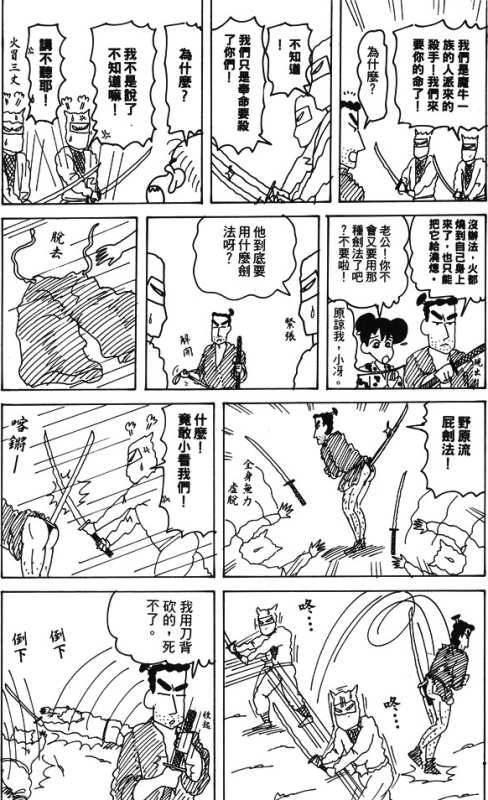 我們是魔牛一
族的人派來的
殺手！我們來
要你的命了！
為什麼？
不知道
！
我們只是奉命要殺
了你們！
為什麼？
我不是說了
不知道嘛！
講不聽耶！
火冒三丈
沒辦法，火都
燒到自己身上
來了，也只能
把它給澆熄。
老公！你不
會又要用那
種劍法了吧
？不要啦！
原諒我，小冴。
他到底要
用什麼劍
法呀？
緊張
解開
脫去
野原流
屁劍法！
全身無力
虛脫
什麼！
竟敢小看我們！
喀鏘—
咚…
咚…
我用刀背
砍的，死
不了。
收起
倒下
倒下